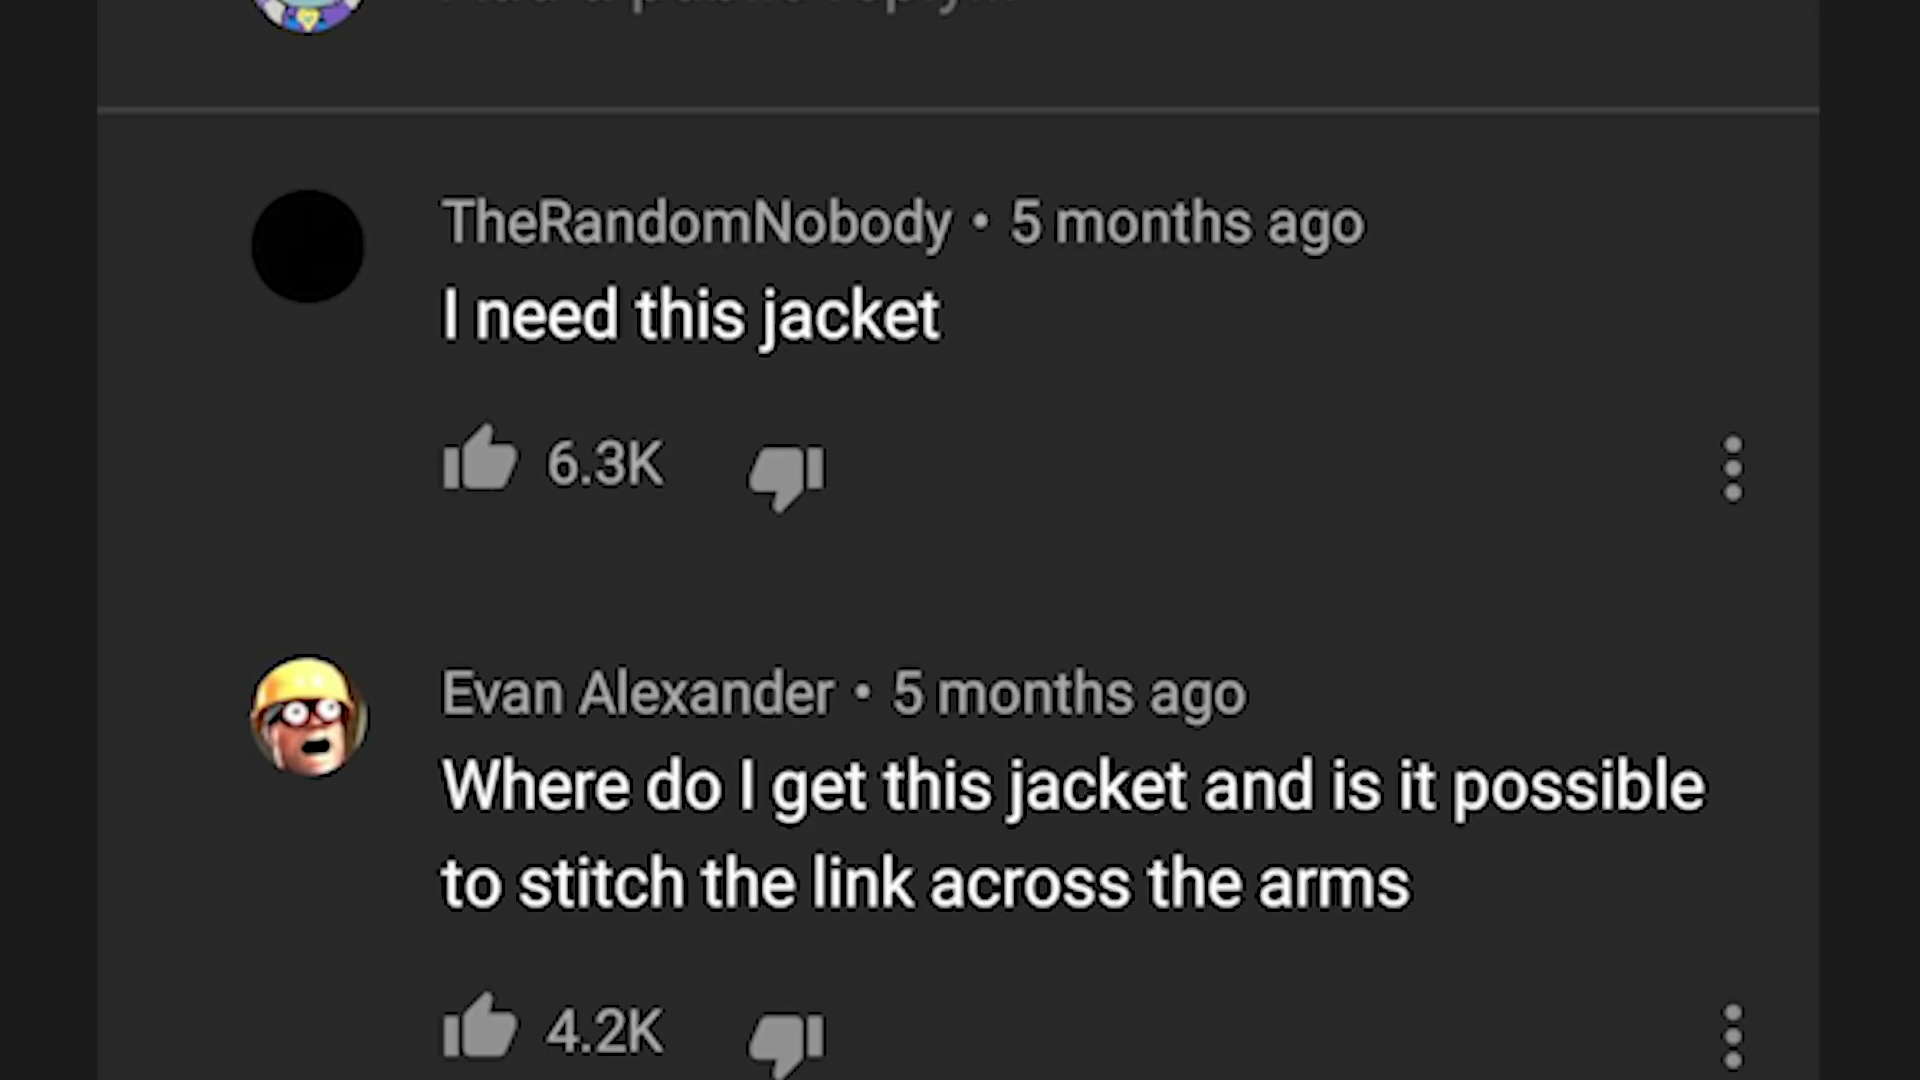 TheRandomNobody • 5 months ago
I need this jacket
6.3K
Evan Alexander • 5 months ago
Where do I get this jacket and is it possible
to stitch the link across the arms
4.2K